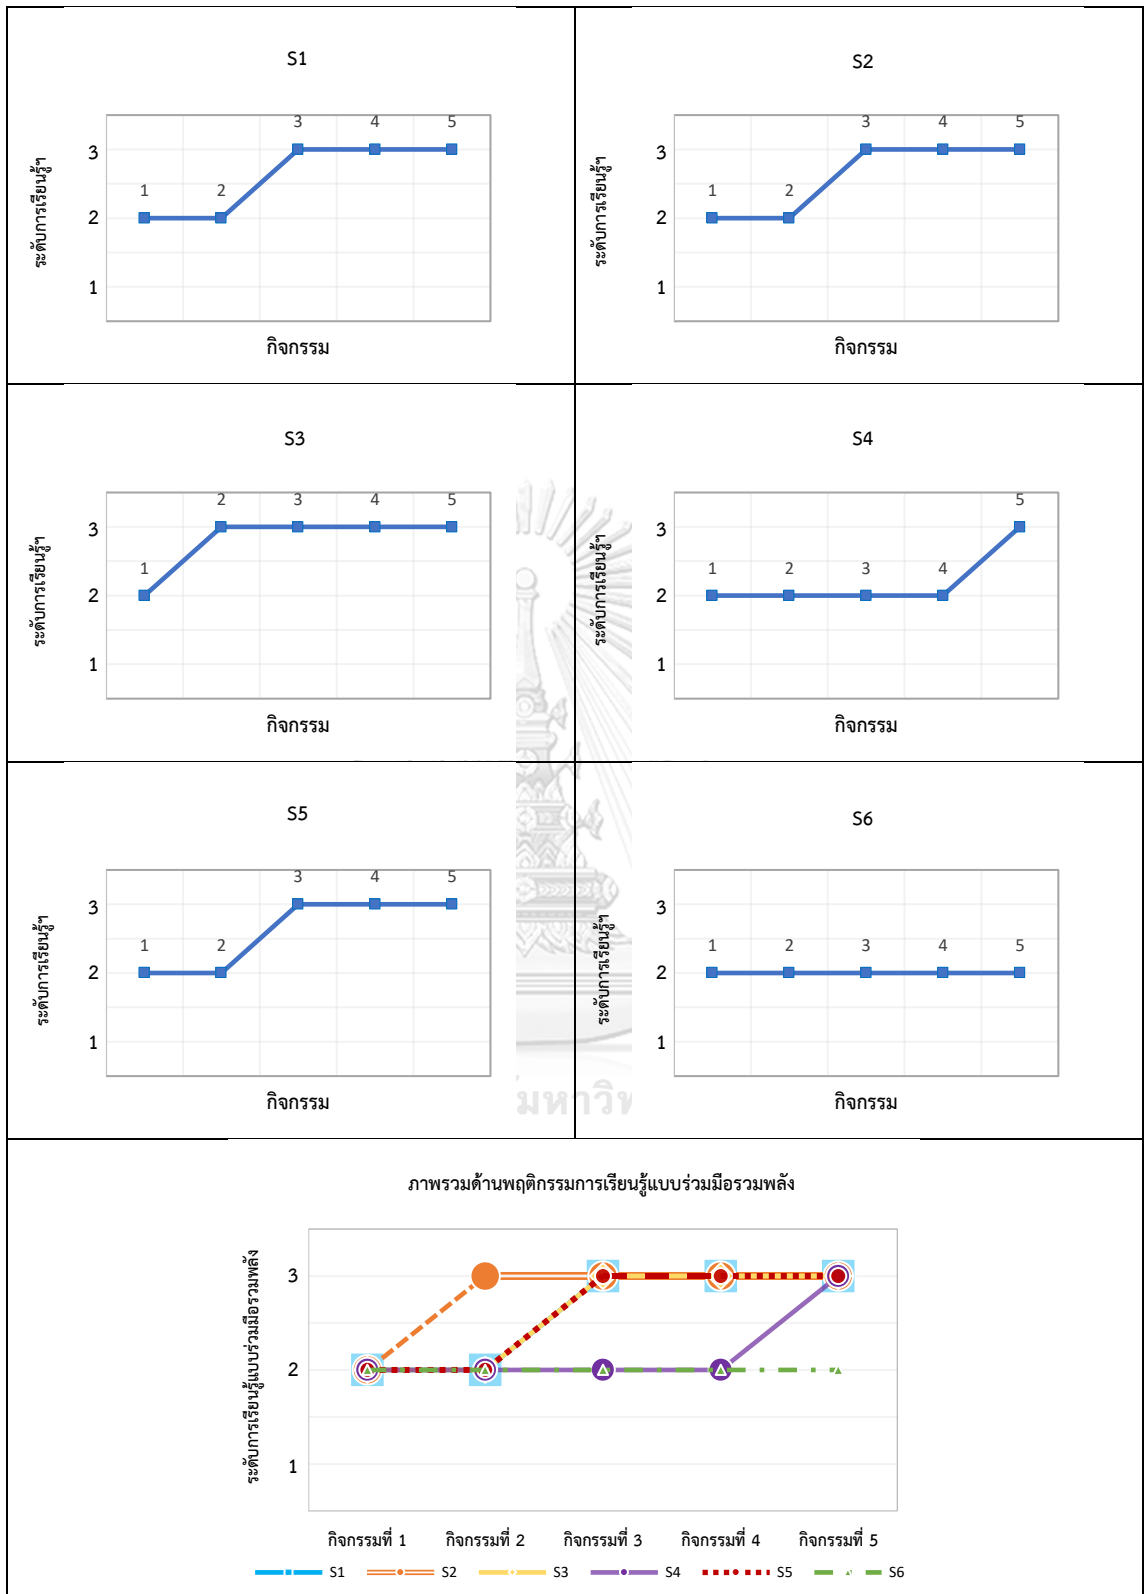 S1
3 4 5
1 2
3
2
1
ระดับการเรียนรู้ฯ
กิจกรรม
S2
3 4 5
1 2
3
2
1
ระดับการเรียนรู้ฯ
กิจกรรม
S3
2 3 4 5
1
3
2
1
ระดับการเรียนรู้ฯ
กิจกรรม
S4
5
1 2 3 4
3
2
1
ระดับการเรียนรู้ฯ
กิจกรรม
S5
3 4 5
1 2
3
2
1
ระดับการเรียนรู้ฯ
กิจกรรม
S6
1 2 3 4 5
3
2
1
ระดับการเรียนรู้ฯ
กิจกรรม
ภาพรวมด้านพฤติกรรมการเรียนรู้แบบร่วมมือรวมพลัง
ระดับการเรียนรู้แบบร่วมมือรวมพลัง
3
2
1
กิจกรรมที่ 1 กิจกรรมที่ 2 กิจกรรมที่ 3 กิจกรรมที่ 4 กิจกรรมที่ 5
S1 S2 S3 S4 S5 S6